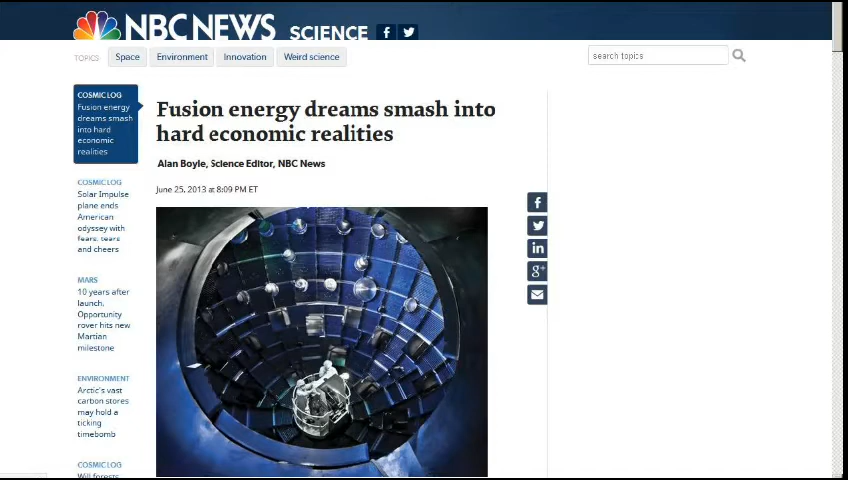 NBC NEWS SCIENCE
TOPICS Space Environment Innovation Weird science
search topics
COSMIC LOG
Fusion energy
dreams smash
into hard
economic
realities
COSMIC LOG
Solar Impulse
plane ends
American
odyssey with
fears, tears
and cheers
MARS
10 years after
launch,
Opportunity
rover hits new
Martian
milestone
ENVIRONMENT
Arctic's vast
carbon stores
may hold a
ticking
timebomb
COSMIC LOG
Will forests
Fusion energy dreams smash into
hard economic realities
Alan Boyle, Science Editor, NBC News
June 25, 2013 at 8:09 PM ET
f
in
g+